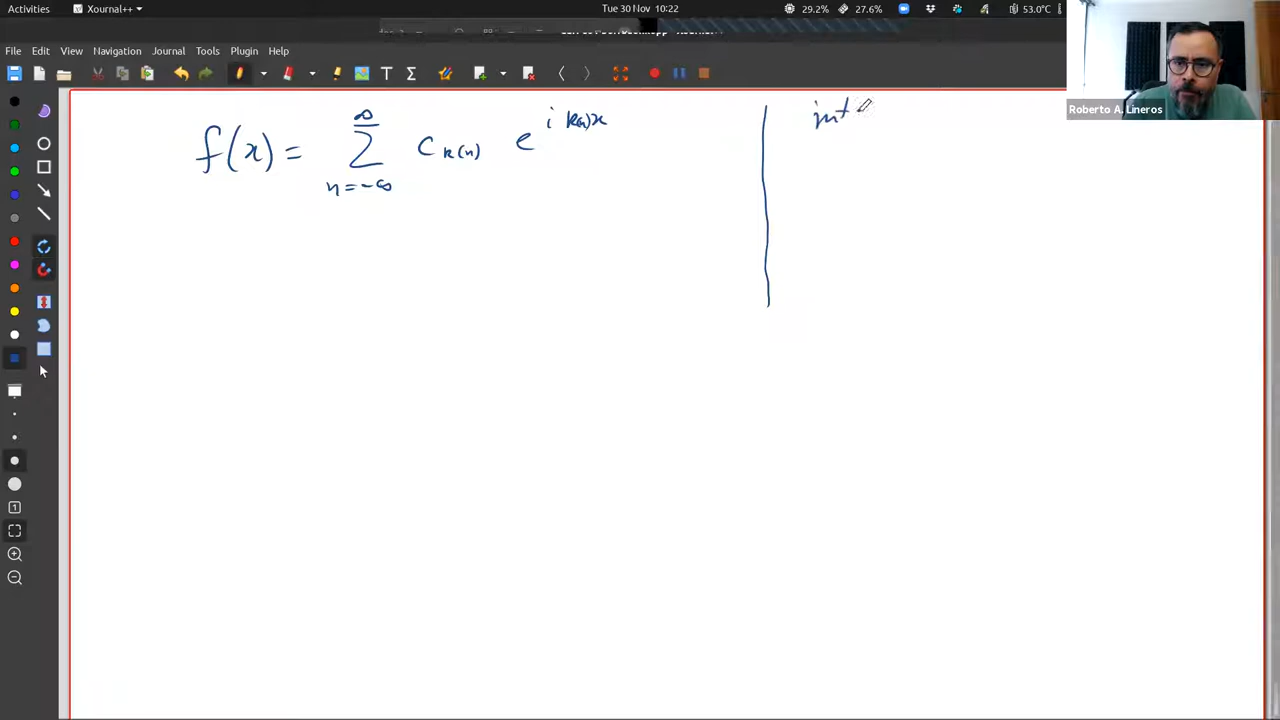 Activities
Xournal++
Tue 30 Nov 10:22
29.2%
27.6%
53.0°C
File Edit View Navigation Journal Tools Plugin Help
Roberto A. Lineros
f(x) = ∑_{n=-∞}^{∞} c_{k(n)} e^{i k(n) x}
int